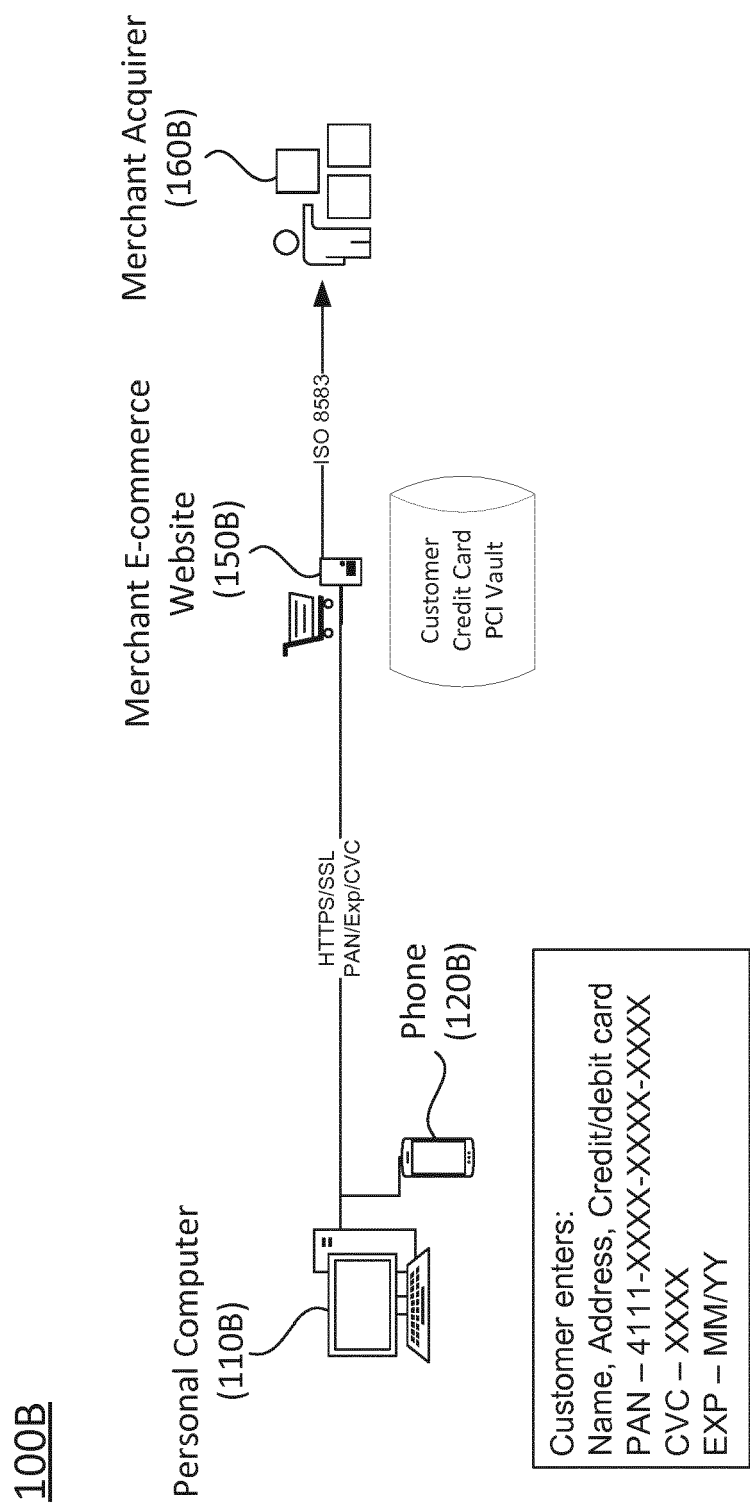 100B
Personal Computer
(110B)
Phone
(120B)
HTTPS/SSL
PAN/Exp/CVC
Merchant E-commerce
Website
(150B)
ISO 8583
Merchant Acquirer
(160B)
Customer
Credit Card
PCI Vault
Customer enters:
Name, Address, Credit/debit card
PAN – 4111-XXXX-XXXX-XXXX
CVC – XXXX
EXP – MM/YY